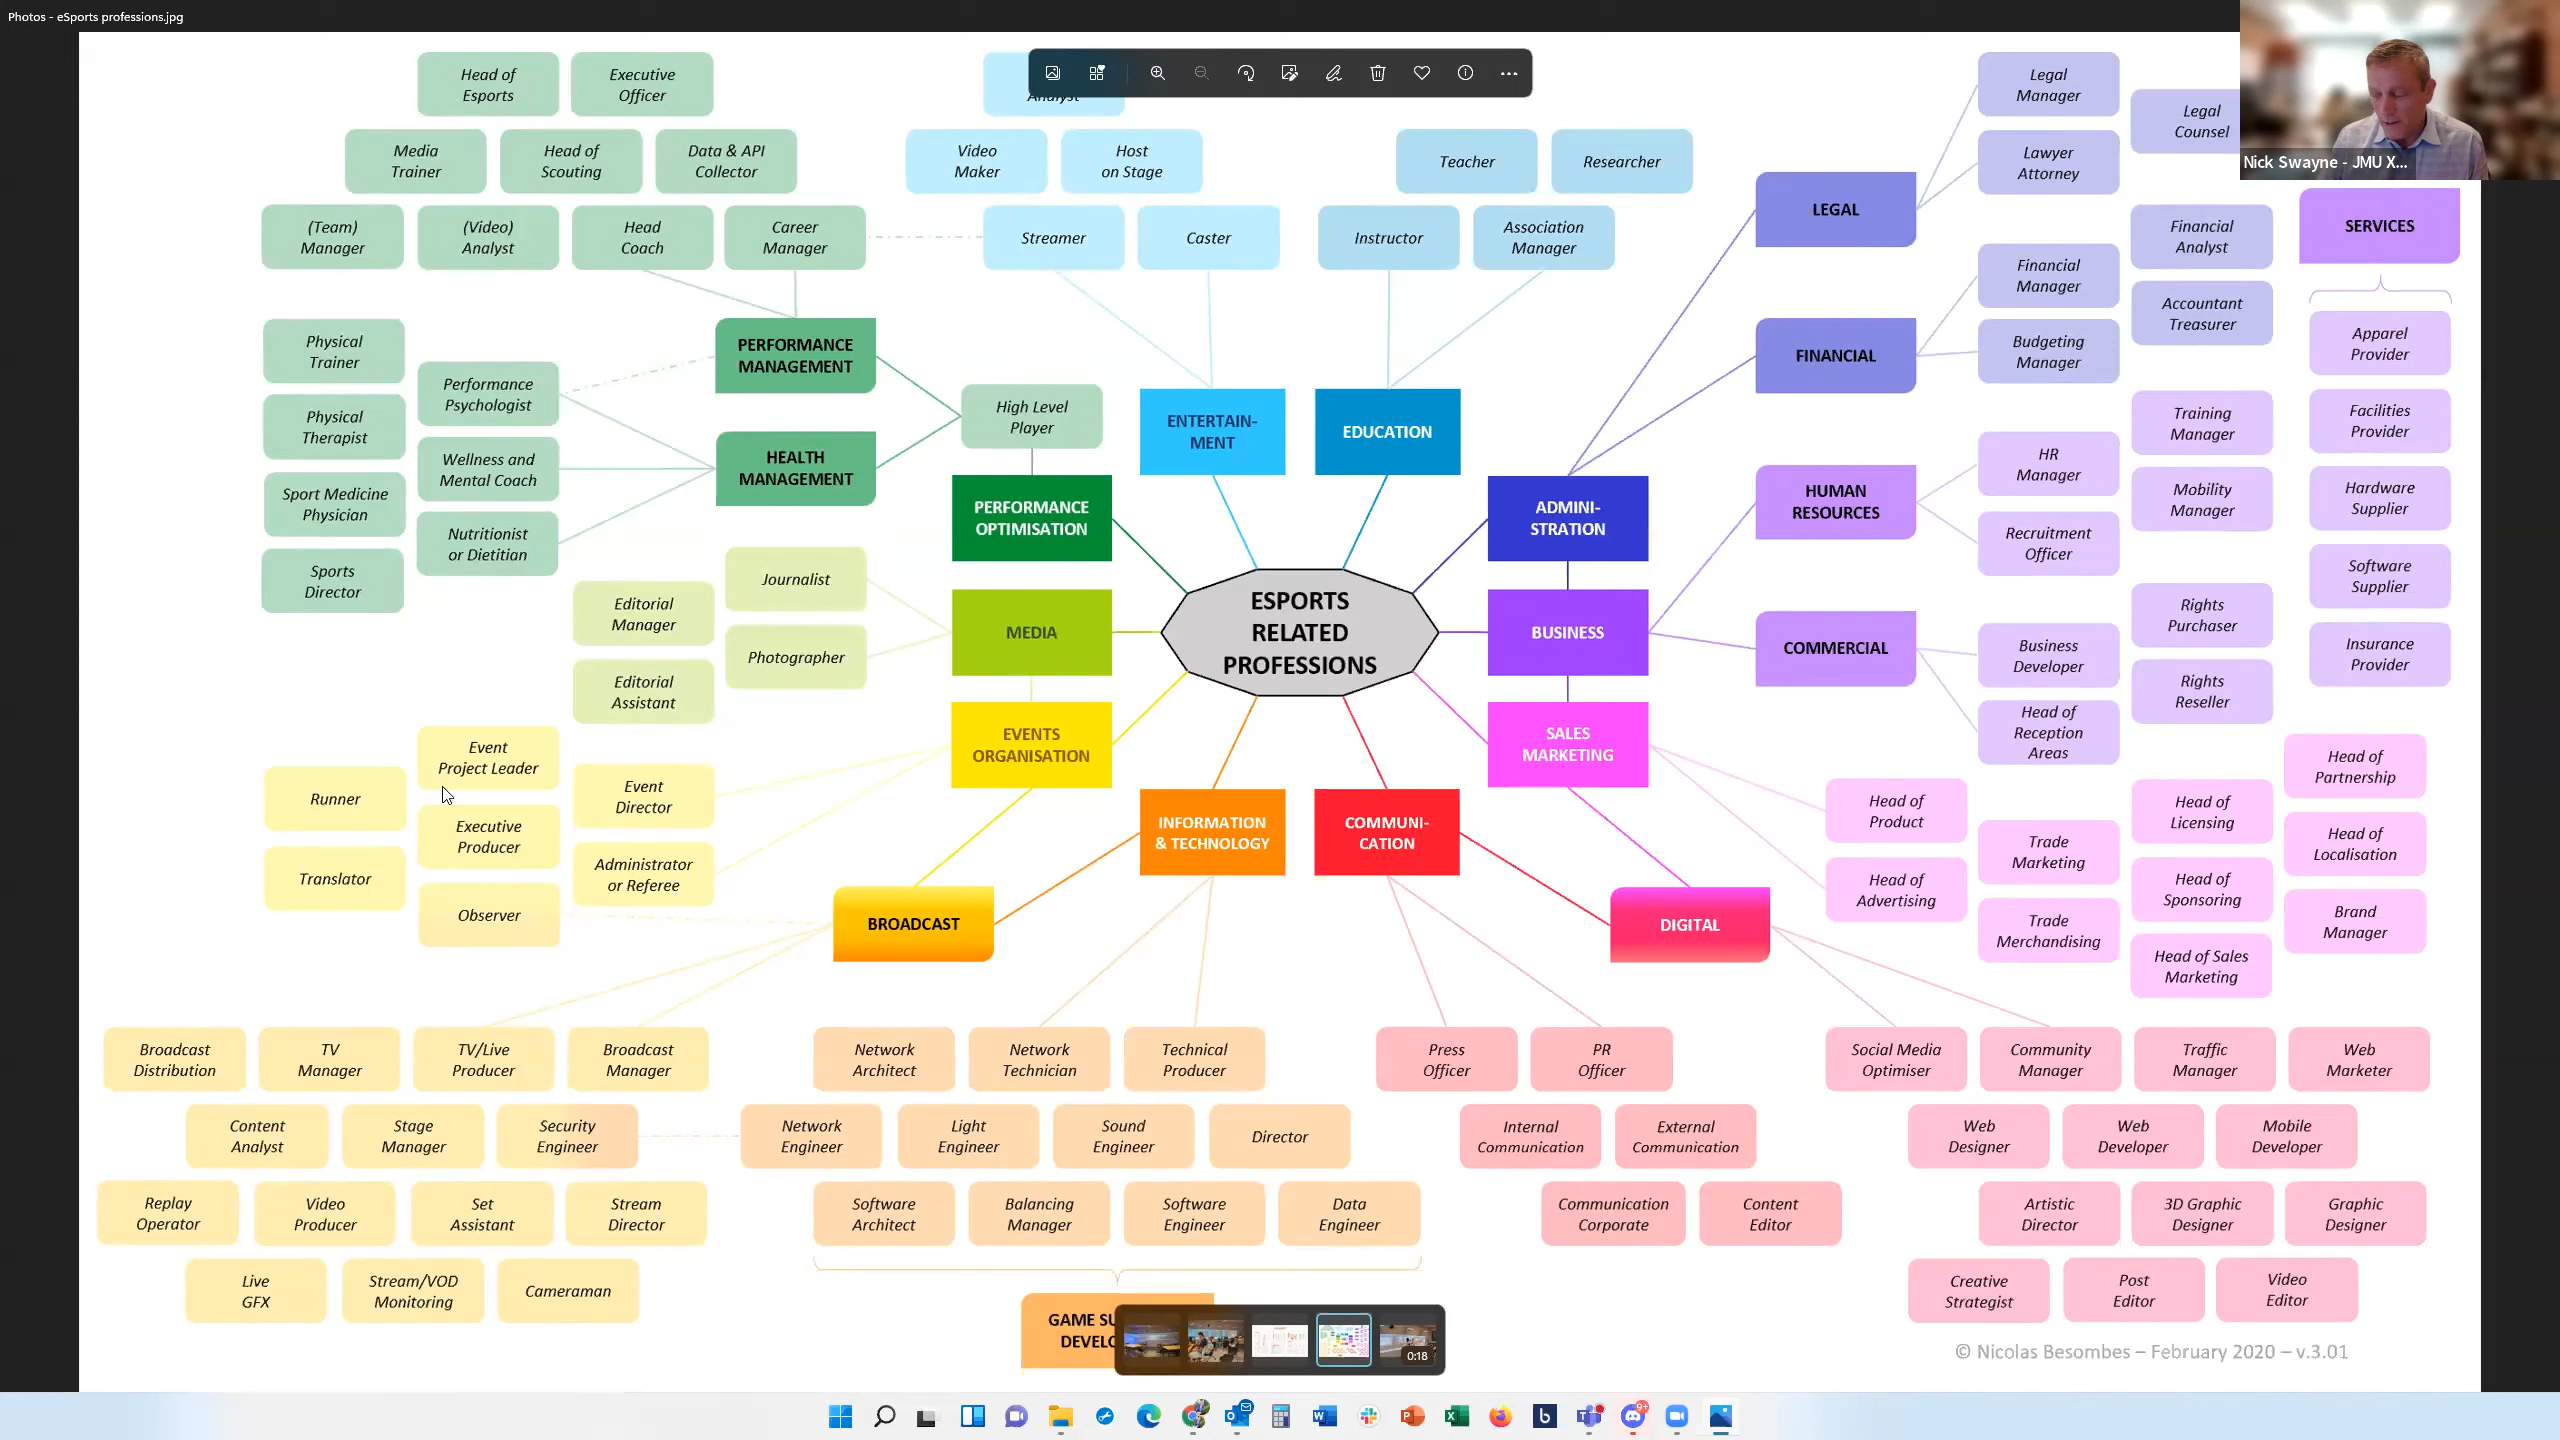 Photos - eSports professions.jpg
Head of
Esports
Executive
Officer
Media
Trainer
Head of
Scouting
Data & API
Collector
(Team)
Manager
(Video)
Analyst
Head
Coach
Career
Manager
Analyst
Video
Maker
Host
on Stage
Streamer
Caster
Teacher
Researcher
Instructor
Association
Manager
Legal
Manager
Legal
Counsel
Lawyer
Attorney
Nick Swayne - JMU X...
LEGAL
SERVICES
Financial
Analyst
Financial
Manager
Accountant
Treasurer
FINANCIAL
Budgeting
Manager
Apparel
Provider
Facilities
Provider
Hardware
Supplier
Software
Supplier
Insurance
Provider
Physical
Trainer
Performance
Psychologist
Physical
Therapist
Wellness and
Mental Coach
Sport Medicine
Physician
Nutritionist
or Dietitian
Sports
Director
PERFORMANCE
MANAGEMENT
HEALTH
MANAGEMENT
High Level
Player
ENTERTAIN-
MENT
EDUCATION
PERFORMANCE
OPTIMISATION
ADMINI-
STRATION
HUMAN
RESOURCES
Training
Manager
HR
Manager
Mobility
Manager
Recruitment
Officer
Journalist
Editorial
Manager
Photographer
Editorial
Assistant
MEDIA
ESPORTS
RELATED
PROFESSIONS
BUSINESS
COMMERCIAL
Rights
Purchaser
Business
Developer
Rights
Reseller
Head of
Reception
Areas
EVENTS
ORGANISATION
SALES
MARKETING
Event
Project Leader
Runner
Event
Director
Executive
Producer
Translator
Administrator
or Referee
Observer
BROADCAST
INFORMATION
& TECHNOLOGY
COMMUNI-
CATION
DIGITAL
Head of
Product
Head of
Advertising
Trade
Marketing
Trade
Merchandising
Head of
Licensing
Head of
Sponsoring
Head of Sales
Marketing
Head of
Partnership
Head of
Localisation
Brand
Manager
Broadcast
Distribution
TV
Manager
TV/Live
Producer
Broadcast
Manager
Content
Analyst
Stage
Manager
Security
Engineer
Replay
Operator
Video
Producer
Set
Assistant
Stream
Director
Live
GFX
Stream/VOD
Monitoring
Cameraman
Network
Architect
Network
Technician
Technical
Producer
Network
Engineer
Light
Engineer
Sound
Engineer
Director
Software
Architect
Balancing
Manager
Software
Engineer
Data
Engineer
GAME SU
DEVELO
0:18
Press
Officer
PR
Officer
Internal
Communication
External
Communication
Communication
Corporate
Content
Editor
Social Media
Optimiser
Community
Manager
Traffic
Manager
Web
Marketer
Web
Designer
Web
Developer
Mobile
Developer
Artistic
Director
3D Graphic
Designer
Graphic
Designer
Creative
Strategist
Post
Editor
Video
Editor
© Nicolas Besombes – February 2020 – v.3.01
9+